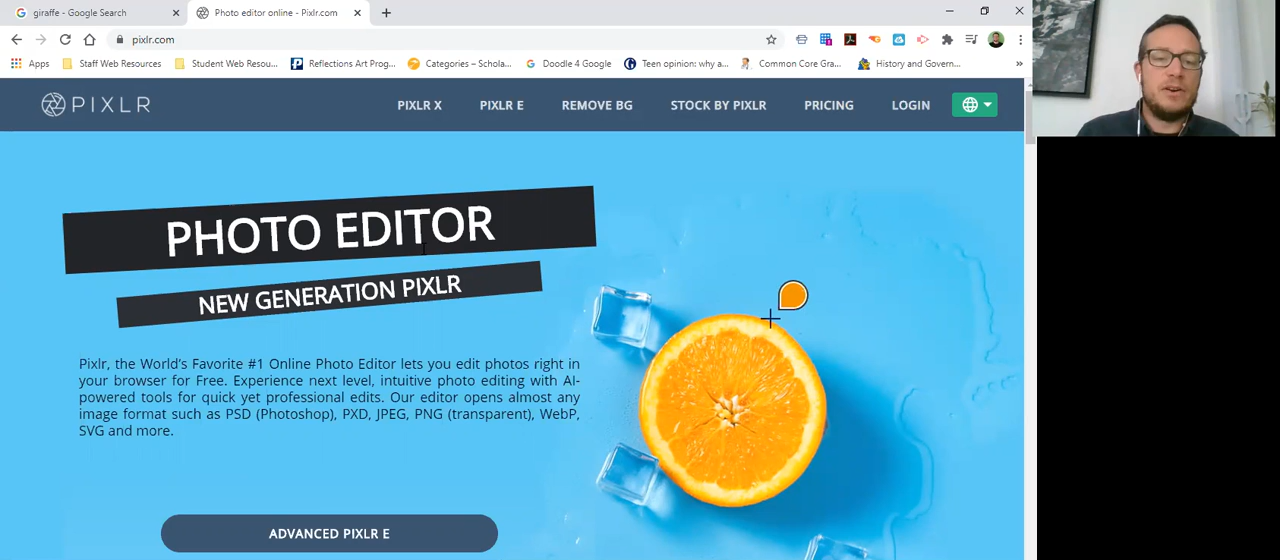 giraffe - Google Search
Photo editor online - Pixlr.com
pixlr.com
Apps
Staff Web Resources
Student Web Resou...
Reflections Art Prog...
Categories – Schola...
Doodle 4 Google
Teen opinion: why a...
Common Core Gra...
History and Govern...
PIXLR
PIXLR X
PIXLR E
REMOVE BG
STOCK BY PIXLR
PRICING
LOGIN
PHOTO EDITOR
NEW GENERATION PIXLR
Pixlr, the World's Favorite #1 Online Photo Editor lets you edit photos right in
your browser for Free. Experience next level, intuitive photo editing with AI-
powered tools for quick yet professional edits. Our editor opens almost any
image format such as PSD (Photoshop), PXD, JPEG, PNG (transparent), WebP,
SVG and more.
ADVANCED PIXLR E